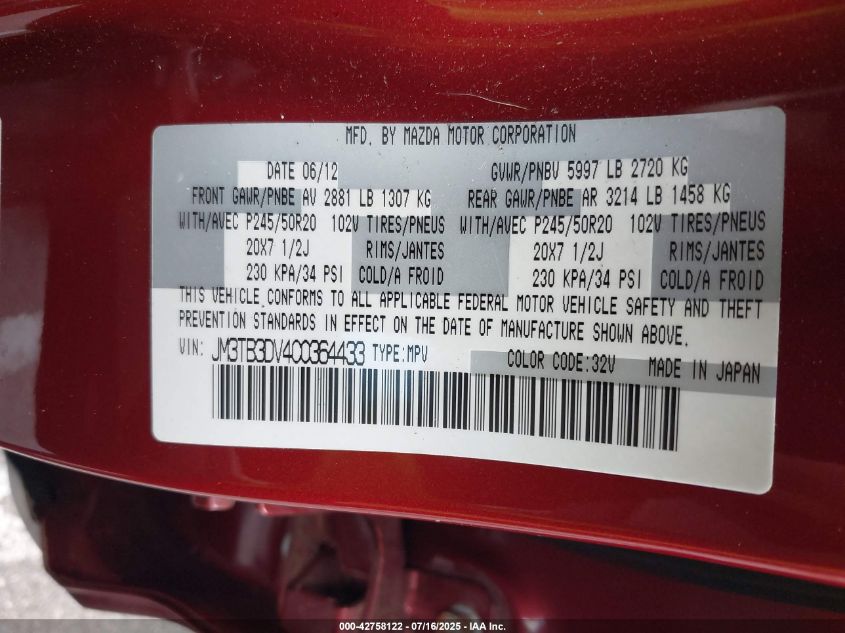 MFD. BY MAZDA MOTOR CORPORATION
DATE 06/12 GVWR/PNBV 5997 LB 2720 KG
FRONT GAWR/PNBE AV 2881 LB 1307 KG REAR GAWR/PNBE AR 3214 LB 1458 KG
WITH/AVEC P245/50R20 102V TIRES/PNEUS WITH/AVEC P245/50R20 102V TIRES/PNEUS
20X7 1/2J RIMS/JANTES 20X7 1/2J RIMS/JANTES
230 KPA/34 PSI COLD/A FROID 230 KPA/34 PSI COLD/A FROID
THIS VEHICLE CONFORMS TO ALL APPLICABLE FEDERAL MOTOR VEHICLE SAFETY AND THEFT
PREVENTION STANDARDS IN EFFECT ON THE DATE OF MANUFACTURE SHOWN ABOVE.
VIN: JM3TB3DV4C0364433 TYPE:MPV COLOR CODE:32V MADE IN JAPAN
000-42758122 - 07/16/2025 - IAA Inc.